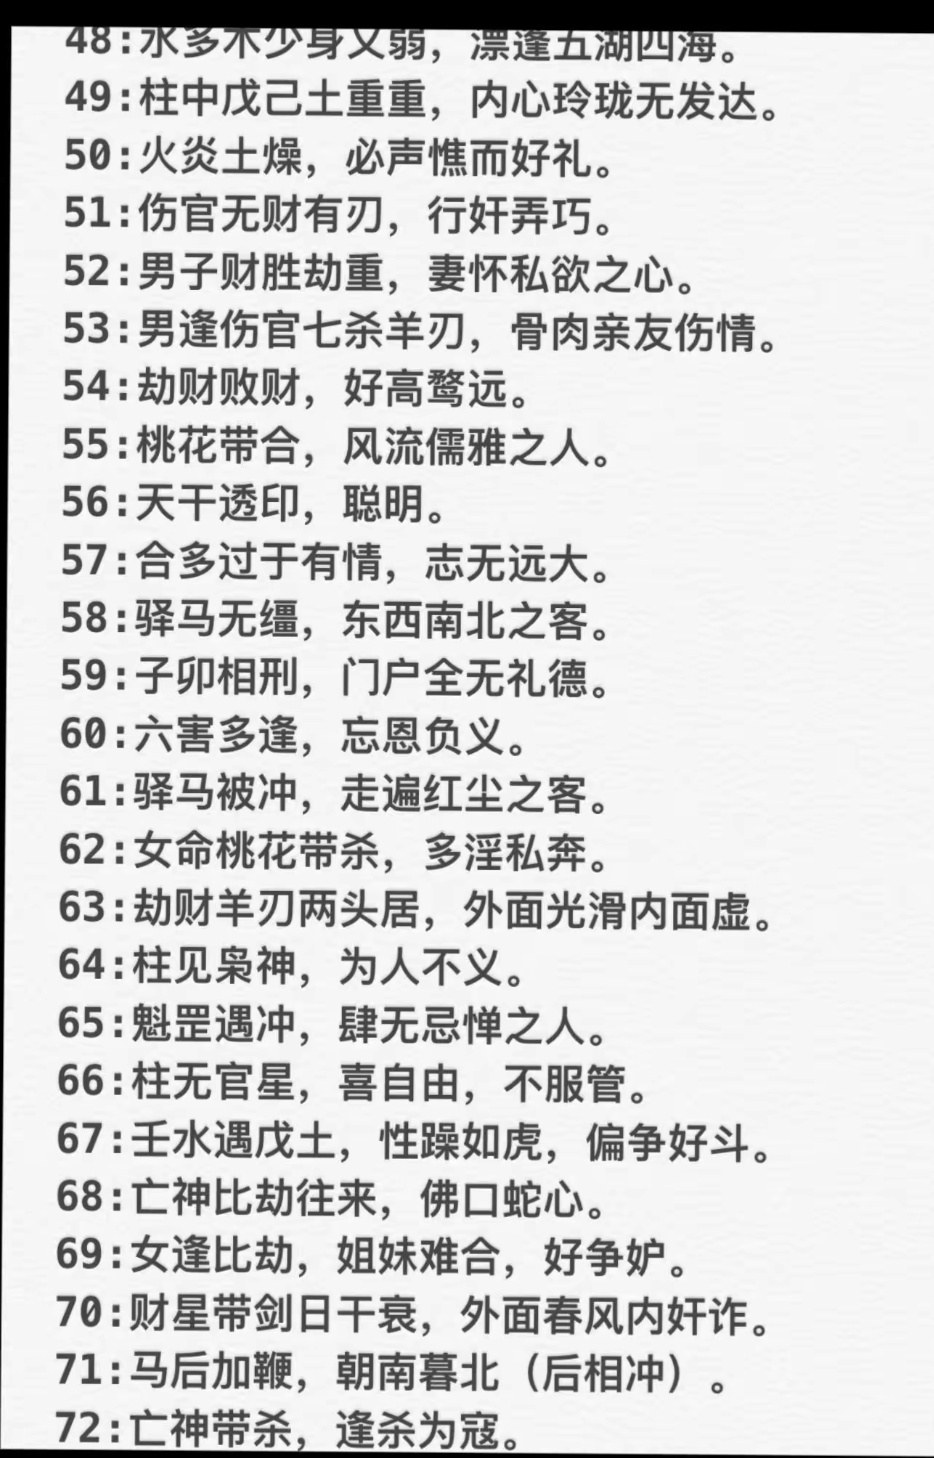 48:水多木少身又弱，漂逢五湖四海。
49:柱中戊己土重重，内心玲珑无发达。
50:火炎土燥，必声憔而好礼。
51:伤官无财有刃，行奸弄巧。
52:男子财胜劫重，妻怀私欲之心。
53:男逢伤官七杀羊刃，骨肉亲友伤情。
54:劫财败财，好高鹜远。
55:桃花带合，风流儒雅之人。
56:天干透印，聪明。
57:合多过于有情，志无远大。
58:驿马无缰，东西南北之客。
59:子卯相刑，门户全无礼德。
60:六害多逢，忘恩负义。
61:驿马被冲，走遍红尘之客。
62:女命桃花带杀，多淫私奔。
63:劫财羊刃两头居，外面光滑内面虚。
64:柱见枭神，为人不义。
65:魁罡遇冲，肆无忌惮之人。
66:柱无官星，喜自由，不服管。
67:壬水遇戊土，性躁如虎，偏争好斗。
68:亡神比劫往来，佛口蛇心。
69:女逢比劫，姐妹难合，好争妒。
70:财星带剑日干衰，外面春风内奸诈。
71:马后加鞭，朝南暮北（后相冲）。
72:亡神带杀，逢杀为寇。